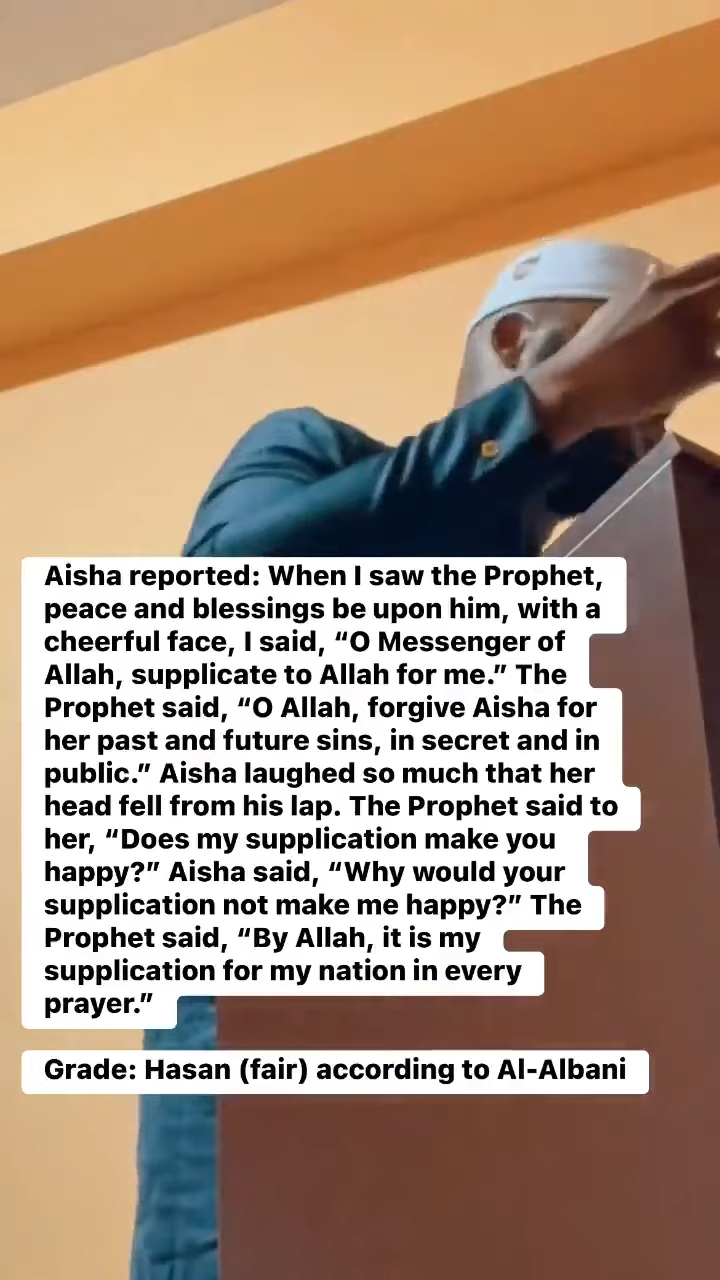 Aisha reported: When I saw the Prophet,
peace and blessings be upon him, with a
cheerful face, I said, “O Messenger of
Allah, supplicate to Allah for me.” The
Prophet said, “O Allah, forgive Aisha for
her past and future sins, in secret and in
public.” Aisha laughed so much that her
head fell from his lap. The Prophet said to
her, “Does my supplication make you
happy?” Aisha said, “Why would your
supplication not make me happy?” The
Prophet said, “By Allah, it is my
supplication for my nation in every
prayer.”
Grade: Hasan (fair) according to Al-Albani